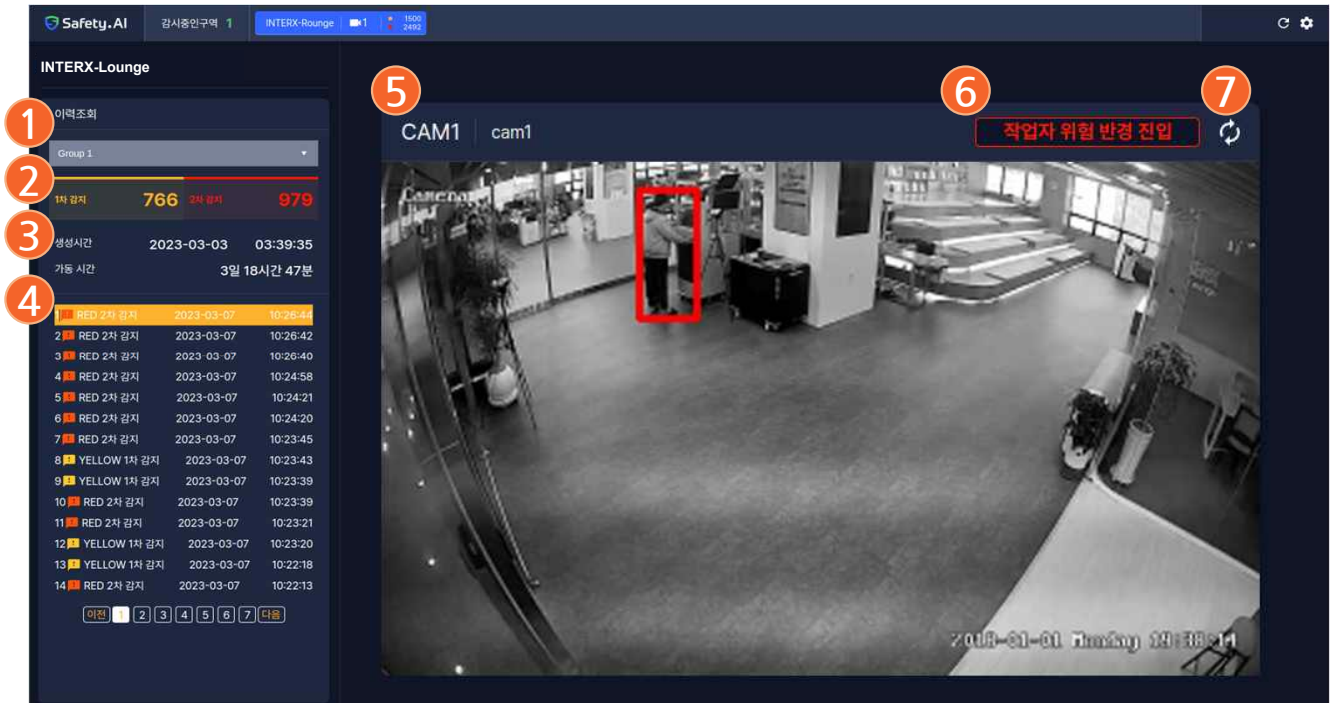 Safety.AI 감시중인구역 1 INTERX-Rounge 1 1500
2492
INTERX-Lounge
1 이력조회
Group 1
2 1차 감지 766 2차 감지 979
3 생성시간 2023-03-03 03:39:35
가동 시간 3일 18시간 47분
4
1 RED 2차 감지 2023-03-07 10:26:44
2 RED 2차 감지 2023-03-07 10:26:42
3 RED 2차 감지 2023-03-07 10:26:40
4 RED 2차 감지 2023-03-07 10:24:58
5 RED 2차 감지 2023-03-07 10:24:21
6 RED 2차 감지 2023-03-07 10:24:20
7 RED 2차 감지 2023-03-07 10:23:45
8 YELLOW 1차 감지 2023-03-07 10:23:43
9 YELLOW 1차 감지 2023-03-07 10:23:39
10 RED 2차 감지 2023-03-07 10:23:39
11 RED 2차 감지 2023-03-07 10:23:21
12 YELLOW 1차 감지 2023-03-07 10:23:20
13 YELLOW 1차 감지 2023-03-07 10:22:18
14 RED 2차 감지 2023-03-07 10:22:13
이전 1 2 3 4 5 6 7 다음
5 6 7
CAM1 cam1 작업자 위험 반경 진입
2018-01-01 Monday